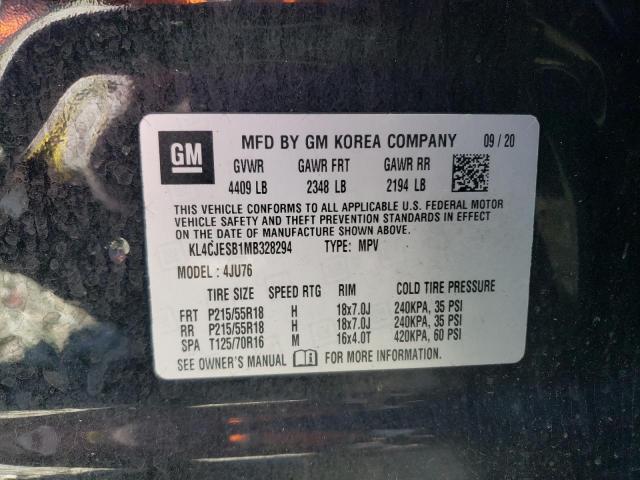 GM
MFD BY GM KOREA COMPANY 09/20
GVWR GAWR FRT GAWR RR
4409 LB 2348 LB 2194 LB
THIS VEHICLE CONFORMS TO ALL APPLICABLE U.S. FEDERAL MOTOR
VEHICLE SAFETY AND THEFT PREVENTION STANDARDS IN EFFECT
ON THE DATE OF MANUFACTURE SHOWN ABOVE.
KL4CJESB1MB328294 TYPE: MPV
MODEL: 4JU76
TIRE SIZE SPEED RTG RIM COLD TIRE PRESSURE
FRT P215/55R18 H 18x7.0J 240KPA, 35 PSI
RR P215/55R18 H 18x7.0J 240KPA, 35 PSI
SPA T125/70R16 M 16x4.0T 420KPA, 60 PSI
SEE OWNER'S MANUAL FOR MORE INFORMATION.